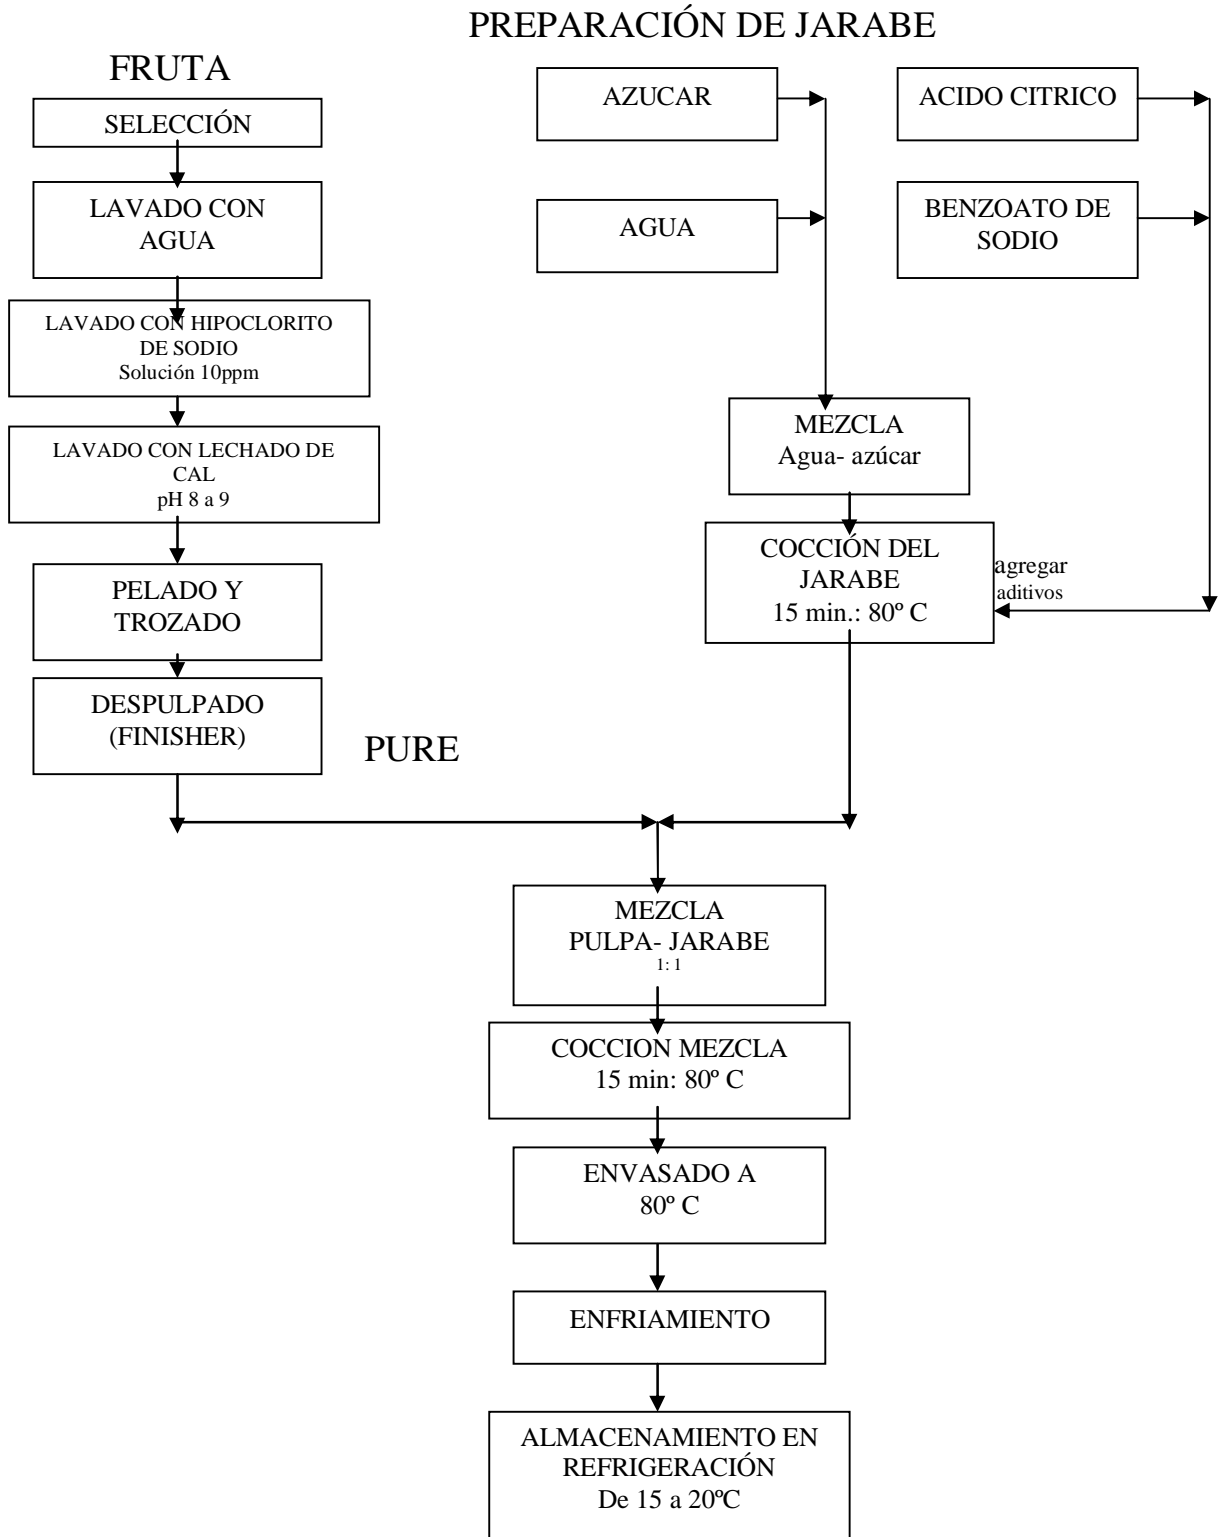 PREPARACIÓN DE JARABE
FRUTA
SELECCIÓN
LAVADO CON
AGUA
LAVADO CON HIPOCLORITO
DE SODIO
Solución 10ppm
LAVADO CON LECHADO DE
CAL
pH 8 a 9
PELADO Y
TROZADO
DESPULPADO
(FINISHER)
PURE
AZUCAR
AGUA
ACIDO CITRICO
BENZOATO DE
SODIO
MEZCLA
Agua- azúcar
COCCIÓN DEL
JARABE
15 min.: 80º C
agregar
aditivos
MEZCLA
PULPA- JARABE
1: 1
COCCION MEZCLA
15 min: 80º C
ENVASADO A
80º C
ENFRIAMIENTO
ALMACENAMIENTO EN
REFRIGERACIÓN
De 15 a 20ºC